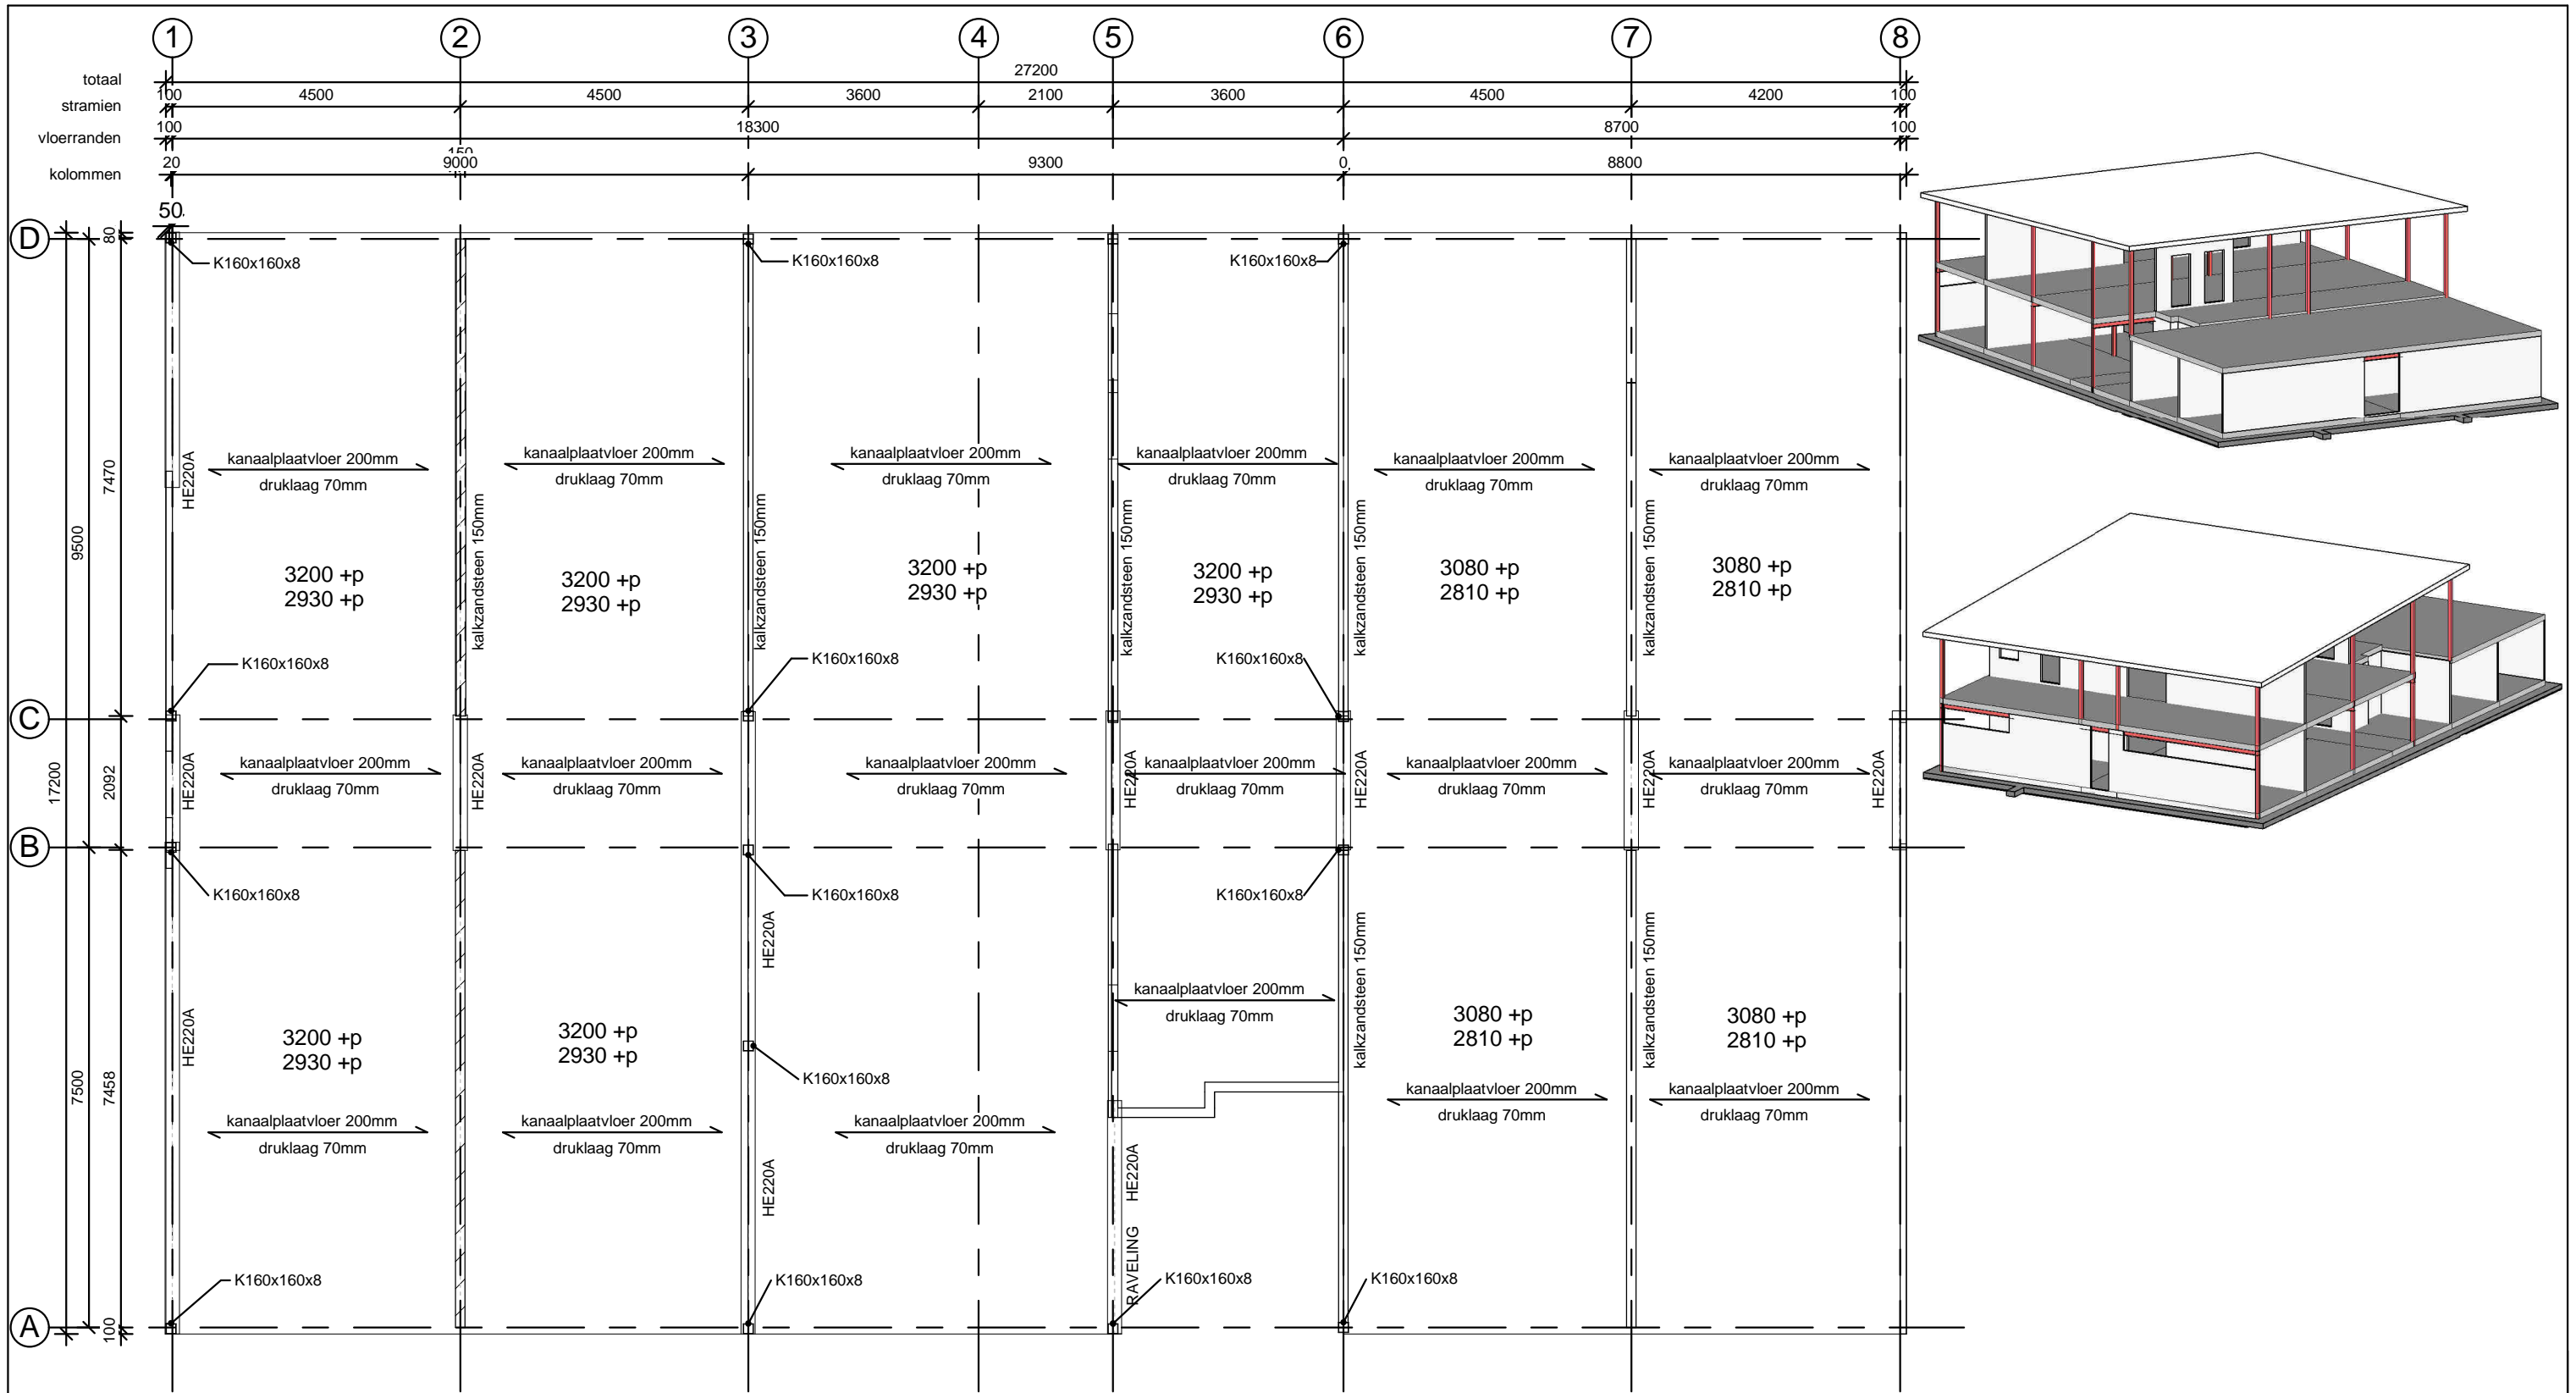 1 2 3 4 5 6 7 8
totaal 27200
stramien 100 4500 4500 3600 2100 3600 4500 4200 100
vloerranden 100 18300 8700 100
150
kolommen 20 9000 9300 0 8800
50
D 80
K160x160x8 K160x160x8 K160x160x8
kanaalplaatvloer 200mm kanaalplaatvloer 200mm kanaalplaatvloer 200mm kanaalplaatvloer 200mm kanaalplaatvloer 200mm kanaalplaatvloer 200mm
druklaag 70mm druklaag 70mm druklaag 70mm druklaag 70mm druklaag 70mm druklaag 70mm
HE220A
7470
9500
kalkzandsteen 150mm kalkzandsteen 150mm kalkzandsteen 150mm kalkzandsteen 150mm kalkzandsteen 150mm
3200 +p 3200 +p 3200 +p 3200 +p 3080 +p 3080 +p
2930 +p 2930 +p 2930 +p 2930 +p 2810 +p 2810 +p
K160x160x8 K160x160x8 K160x160x8
C
kanaalplaatvloer 200mm kanaalplaatvloer 200mm kanaalplaatvloer 200mm kanaalplaatvloer 200mm kanaalplaatvloer 200mm kanaalplaatvloer 200mm
druklaag 70mm druklaag 70mm druklaag 70mm druklaag 70mm druklaag 70mm druklaag 70mm
17200
2092
HE220A HE220A HE220A HE220A HE220A HE220A
B
K160x160x8 K160x160x8 K160x160x8
HE220A
kalkzandsteen 150mm kalkzandsteen 150mm
kanaalplaatvloer 200mm
druklaag 70mm
HE220A
3200 +p 3200 +p 3080 +p 3080 +p
2930 +p 2930 +p 2810 +p 2810 +p
K160x160x8
7500
7458
kanaalplaatvloer 200mm kanaalplaatvloer 200mm
druklaag 70mm druklaag 70mm
kanaalplaatvloer 200mm kanaalplaatvloer 200mm kanaalplaatvloer 200mm
druklaag 70mm druklaag 70mm druklaag 70mm
HE220A
RAVELING HE220A
K160x160x8 K160x160x8 K160x160x8 K160x160x8
A 100